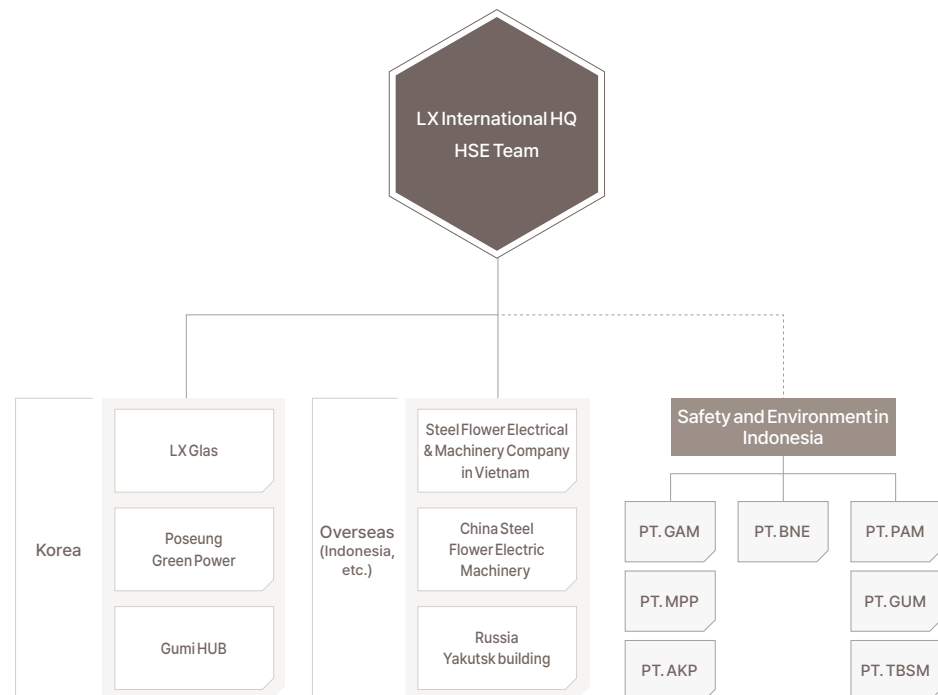 LX International HQ
HSE Team
Korea
LX Glas
Poseung
Green Power
Gumi HUB
Overseas
(Indonesia,
etc.)
Steel Flower Electrical
& Machinery Company
in Vietnam
China Steel
Flower Electric
Machinery
Russia
Yakutsk building
Safety and Environment in
Indonesia
PT. GAM
PT. MPP
PT. AKP
PT. BNE
PT. PAM
PT. GUM
PT. TBSM